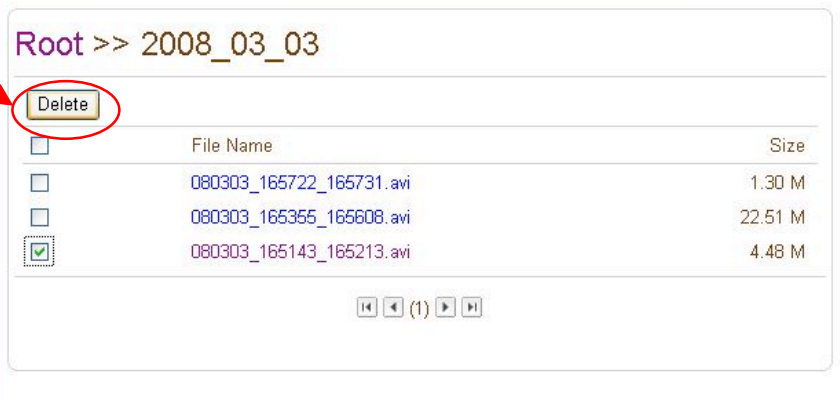 Root >> 2008_03_03
Delete
File Name Size
080303_165722_165731.avi 1.30 M
080303_165355_165608.avi 22.51 M
080303_165143_165213.avi 4.48 M
(1)